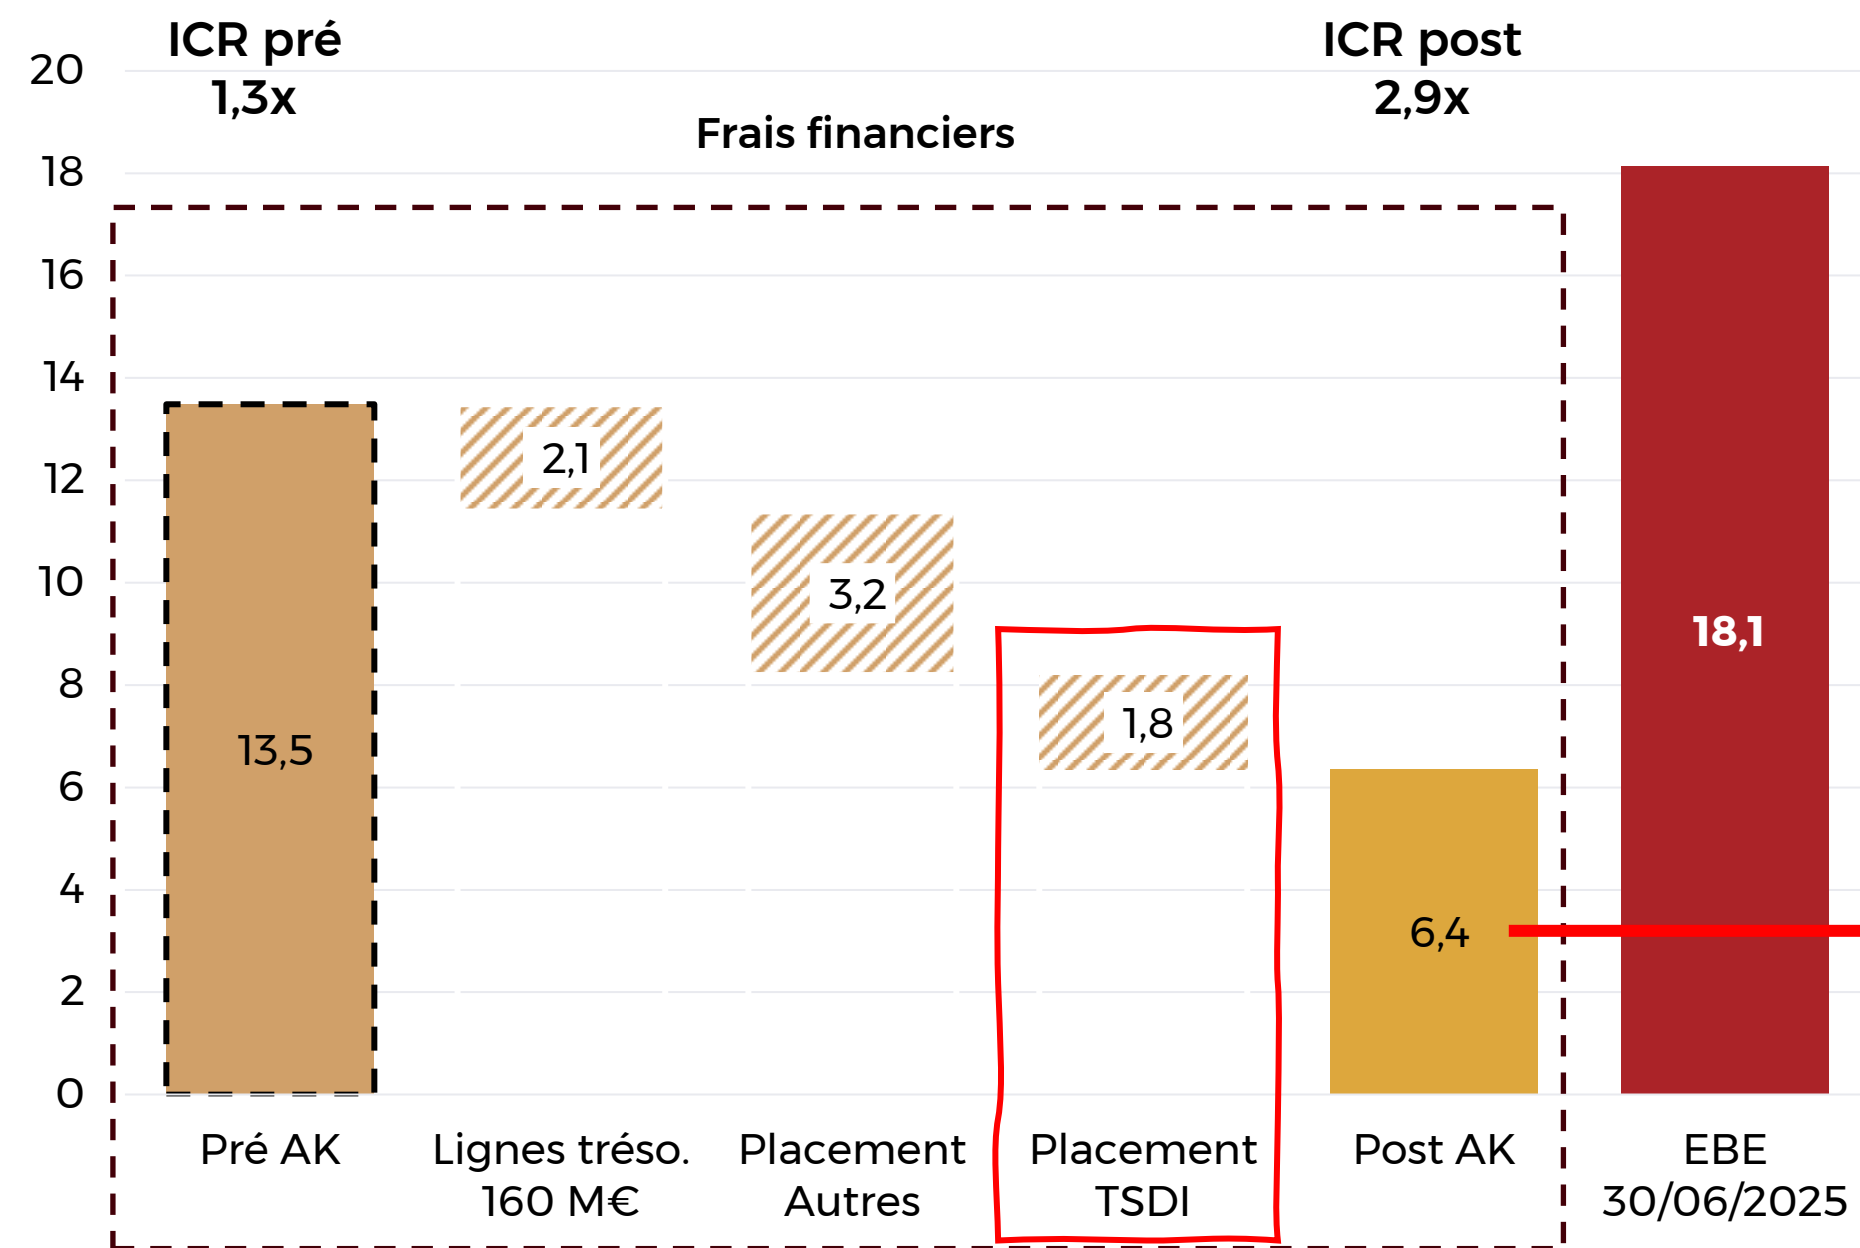 ICR pré
1,3x
ICR post
2,9x
Frais financiers
20
18
16
14
12
10
8
6
4
2
0
13,5
2,1
3,2
1,8
6,4
18,1
Pré AK
Lignes tréso.
160 M€
Placement
Autres
Placement
TSDI
Post AK
EBE
30/06/2025